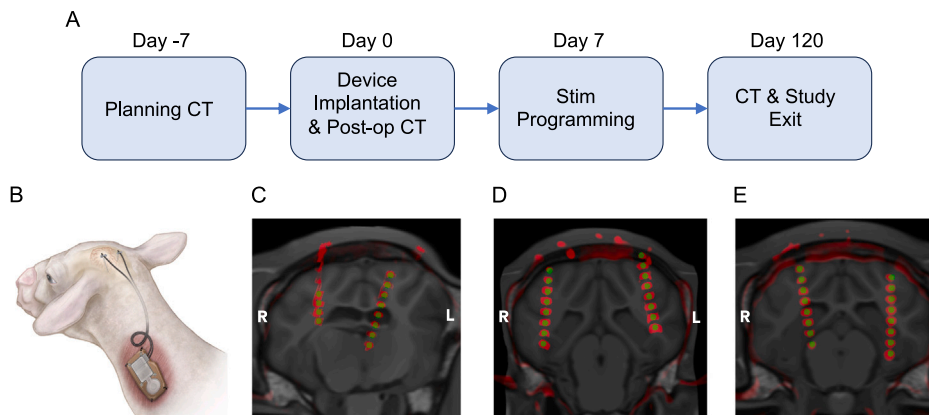 A
Day -7
Day 0
Day 7
Day 120
Planning CT
Device
Implantation
& Post-op CT
Stim
Programming
CT & Study
Exit
B
C
D
E
R
L
R
L
R